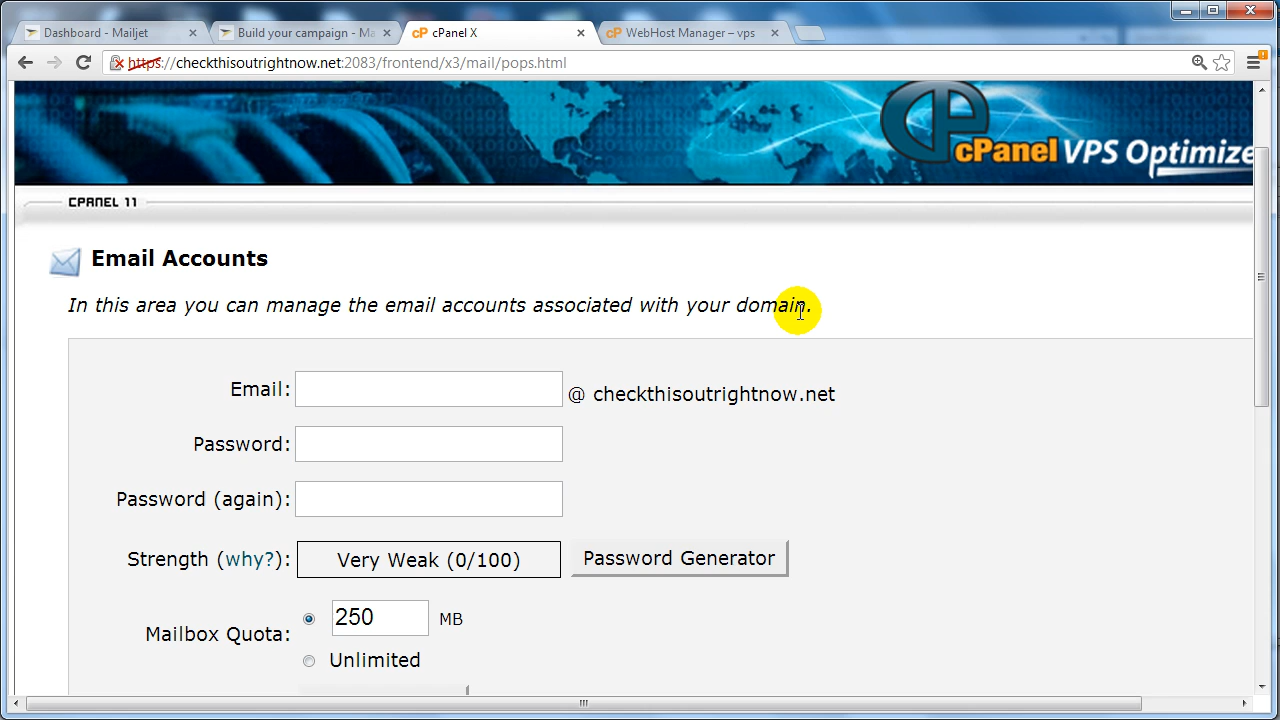 Dashboard - Mailjet
Build your campaign - Ma
cPanel X
WebHost Manager – vps
https://checkthisoutrightnow.net:2083/frontend/x3/mail/pops.htm
cPanel VPS Optimize
CPANEL 11
Email Accounts
In this area you can manage the email accounts associated with your domain.
Email:
@ checkthisoutrightnow.net
Password:
Password (again):
Strength (why?):
Very Weak (0/100)
Password Generator
Mailbox Quota:
250
MB
Unlimited